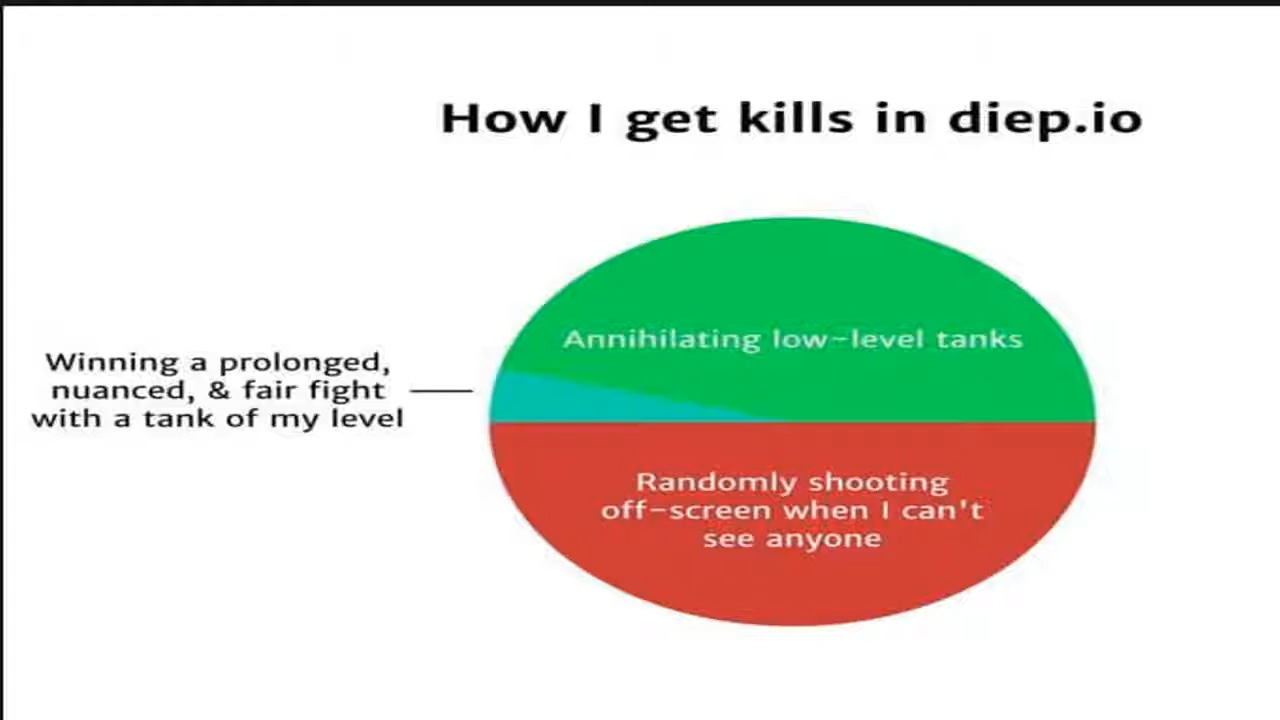 How I get kills in diep.io
Annihilating low-level tanks
Winning a prolonged,
nuanced, & fair fight
with a tank of my level
Randomly shooting
off-screen when I can't
see anyone